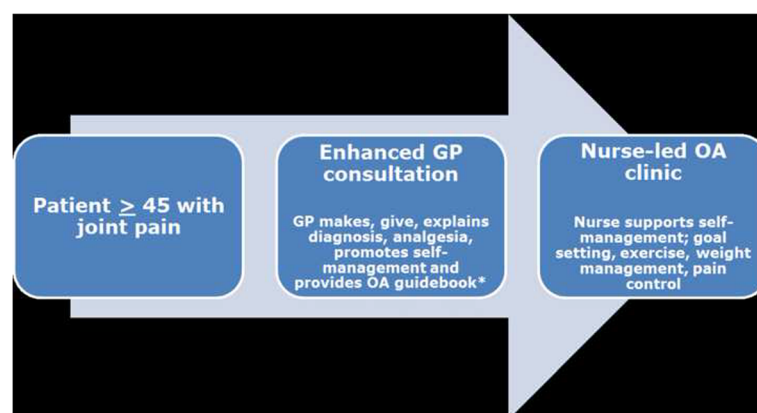 Patient ≥ 45 with
joint pain
Enhanced GP
consultation
GP makes, give, explains
diagnosis, analgesia,
promotes self-
management and
provides OA guidebook*
Nurse-led OA
clinic
Nurse supports self-
management; goal
setting, exercise, weight
management, pain
control